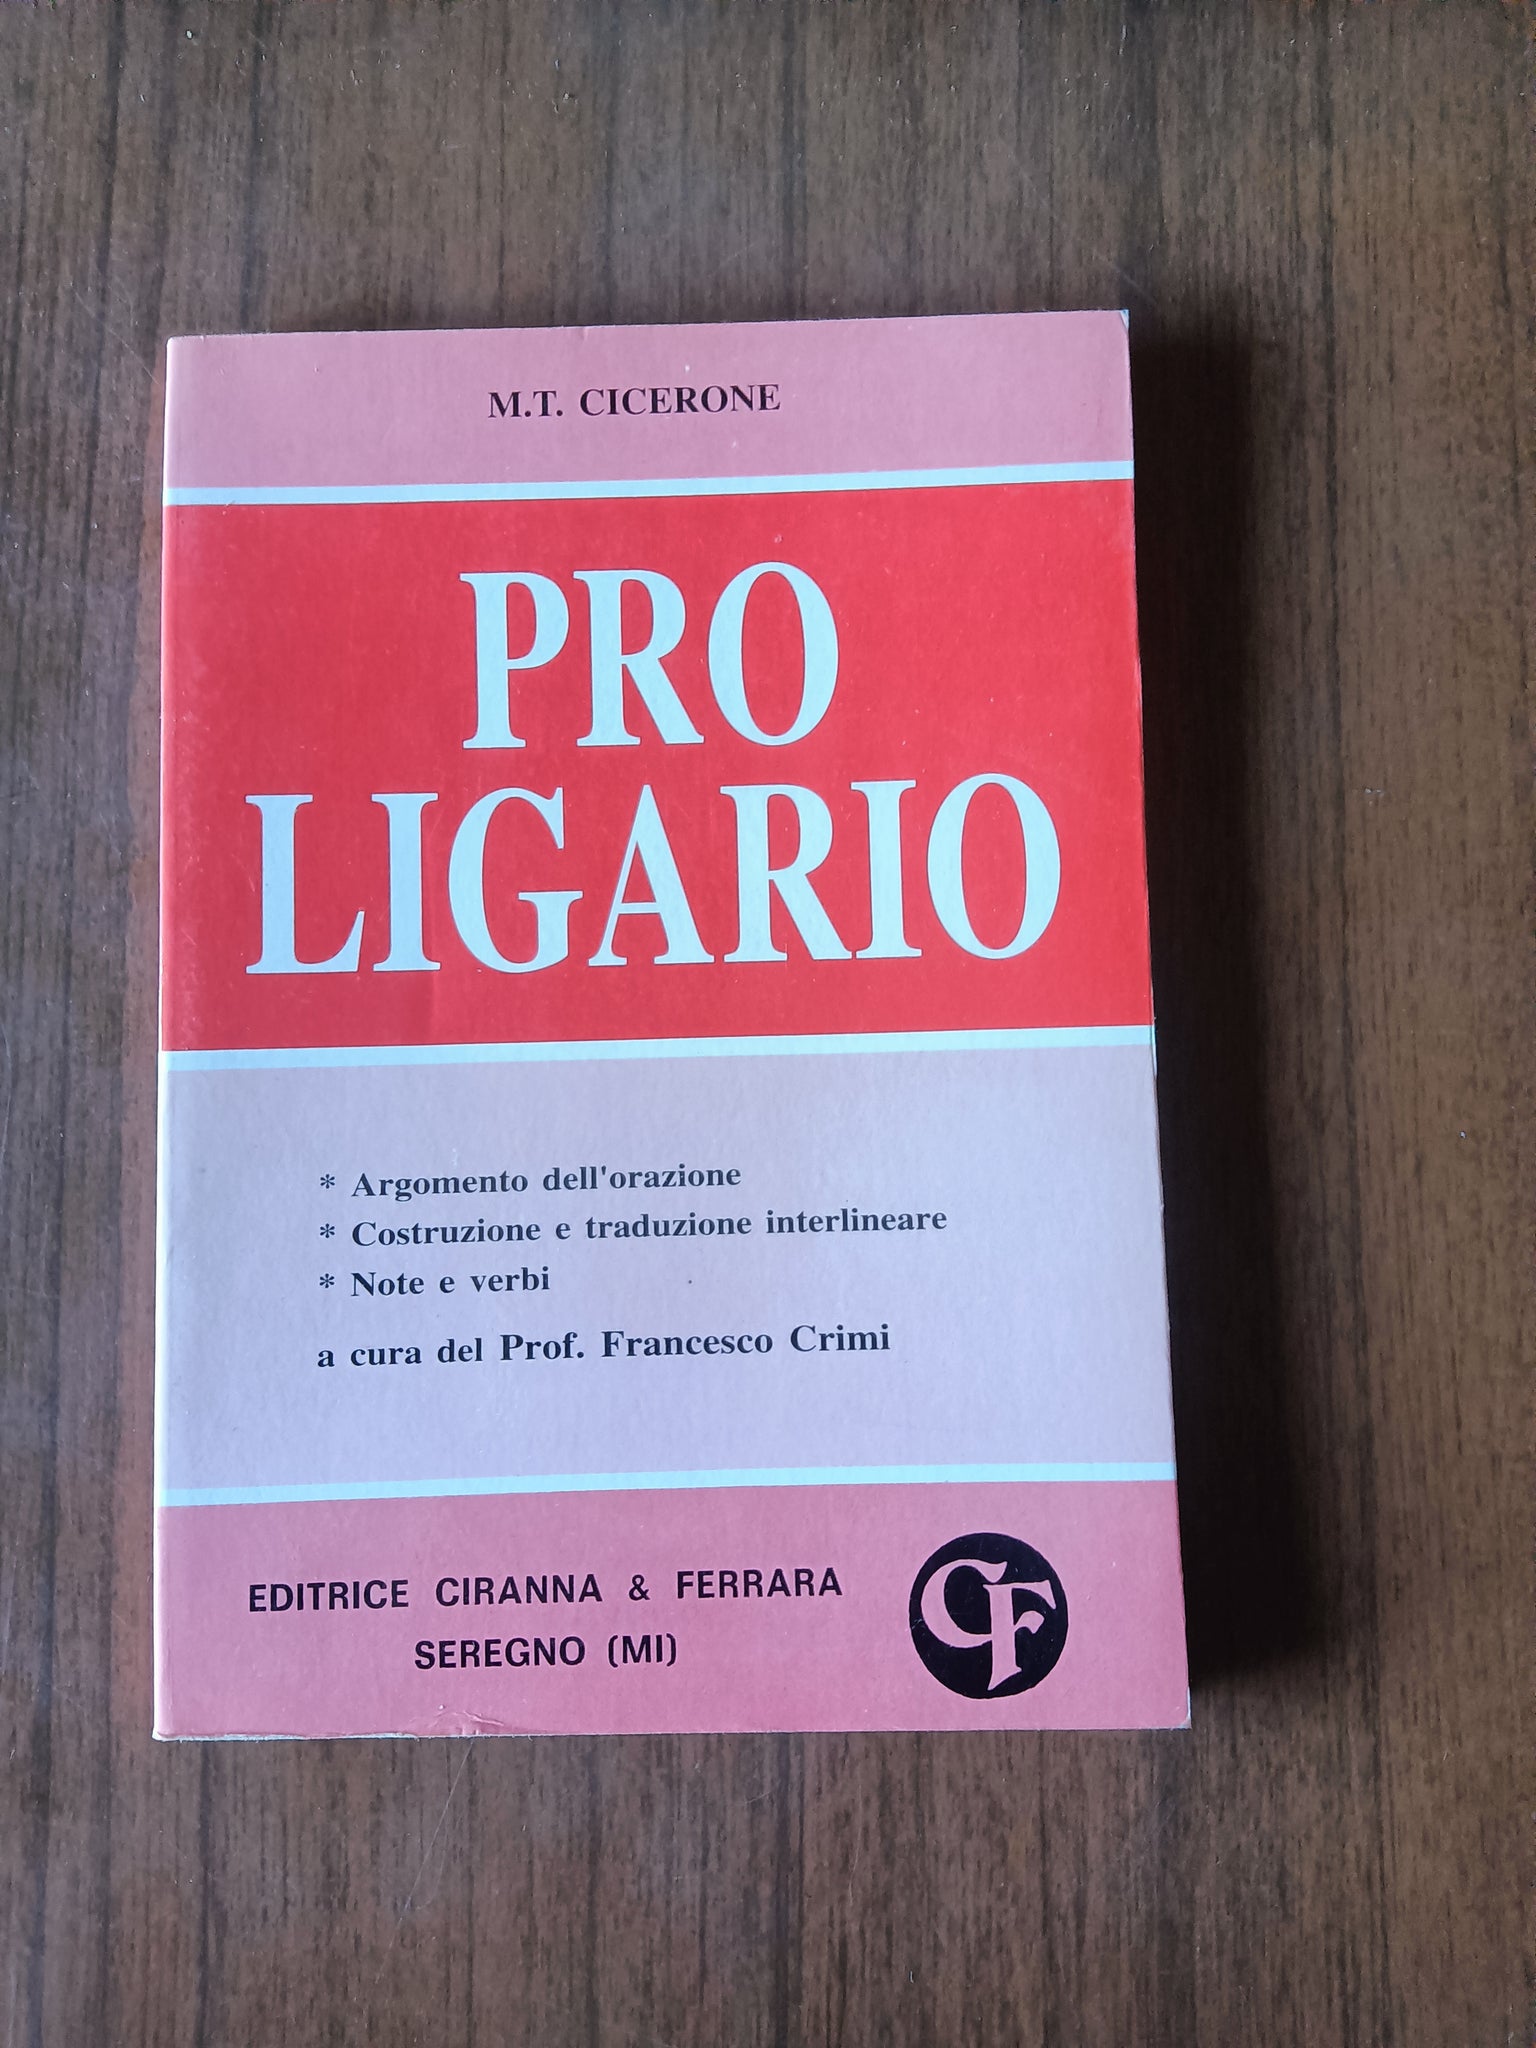 M.T. CICERONE
PRO
LIGARIO
* Argomento dell'orazione
* Costruzione e traduzione interlineare
* Note e verbi
a cura del Prof. Francesco Crimi
EDITRICE CIRANNA & FERRARA
SEREGNO (MI)
CF